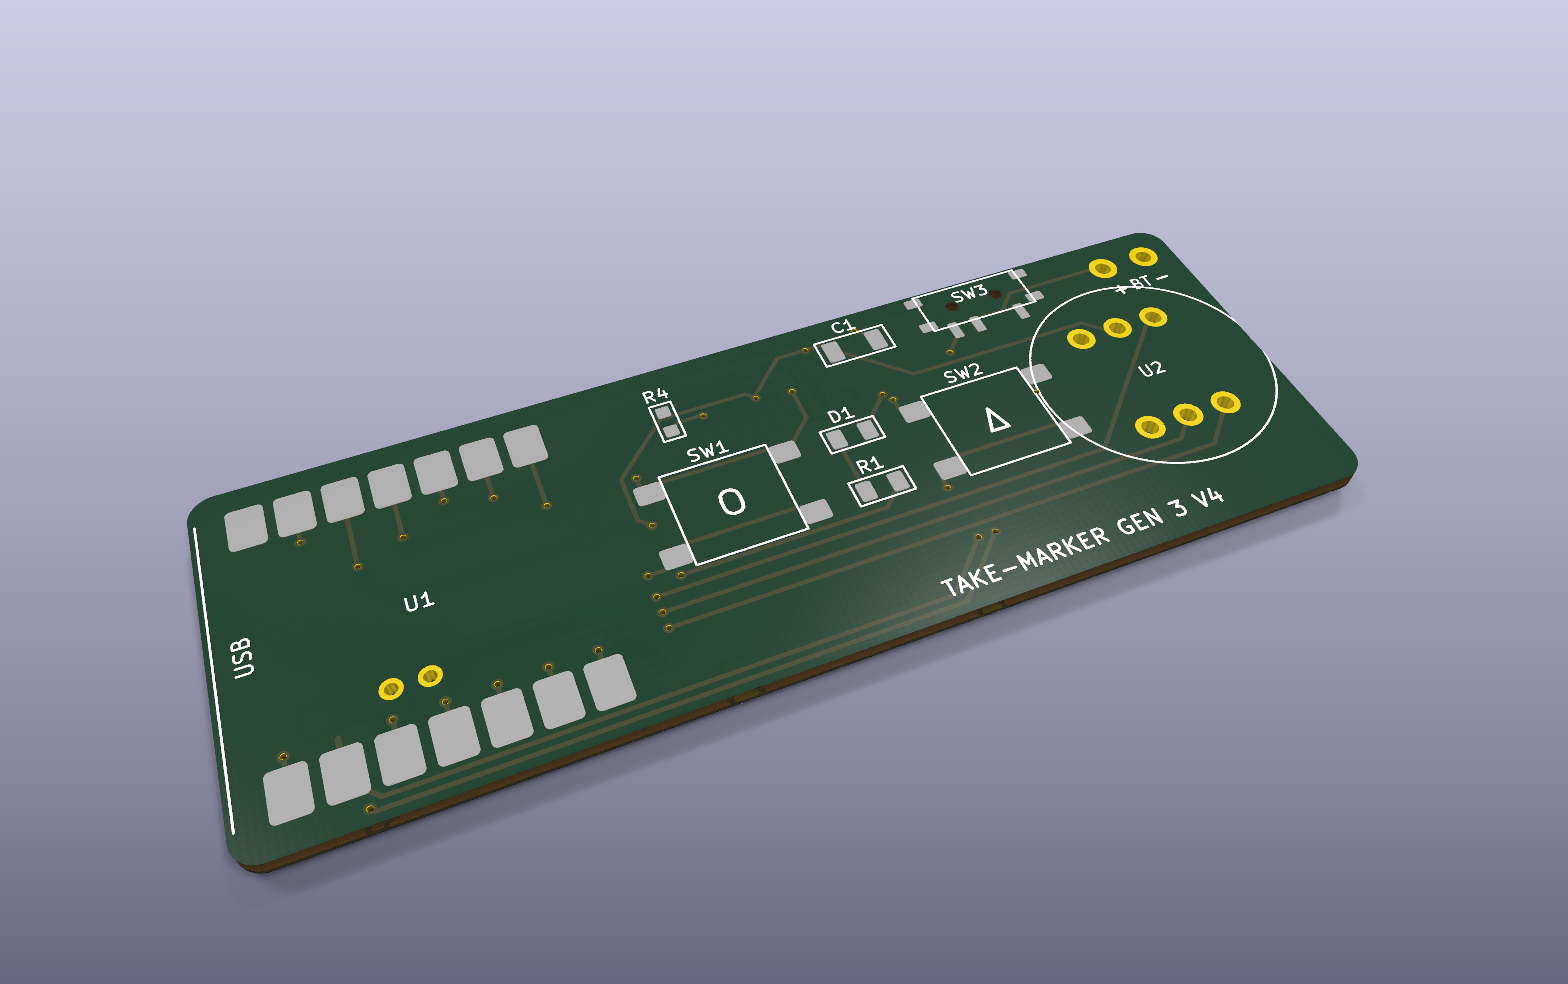 BT
SW3
C1
U2
SW2
R4
D1
Δ
SW1
R1
O
TAKE-MARKER GEN 3 V4
U1
USB
+ -